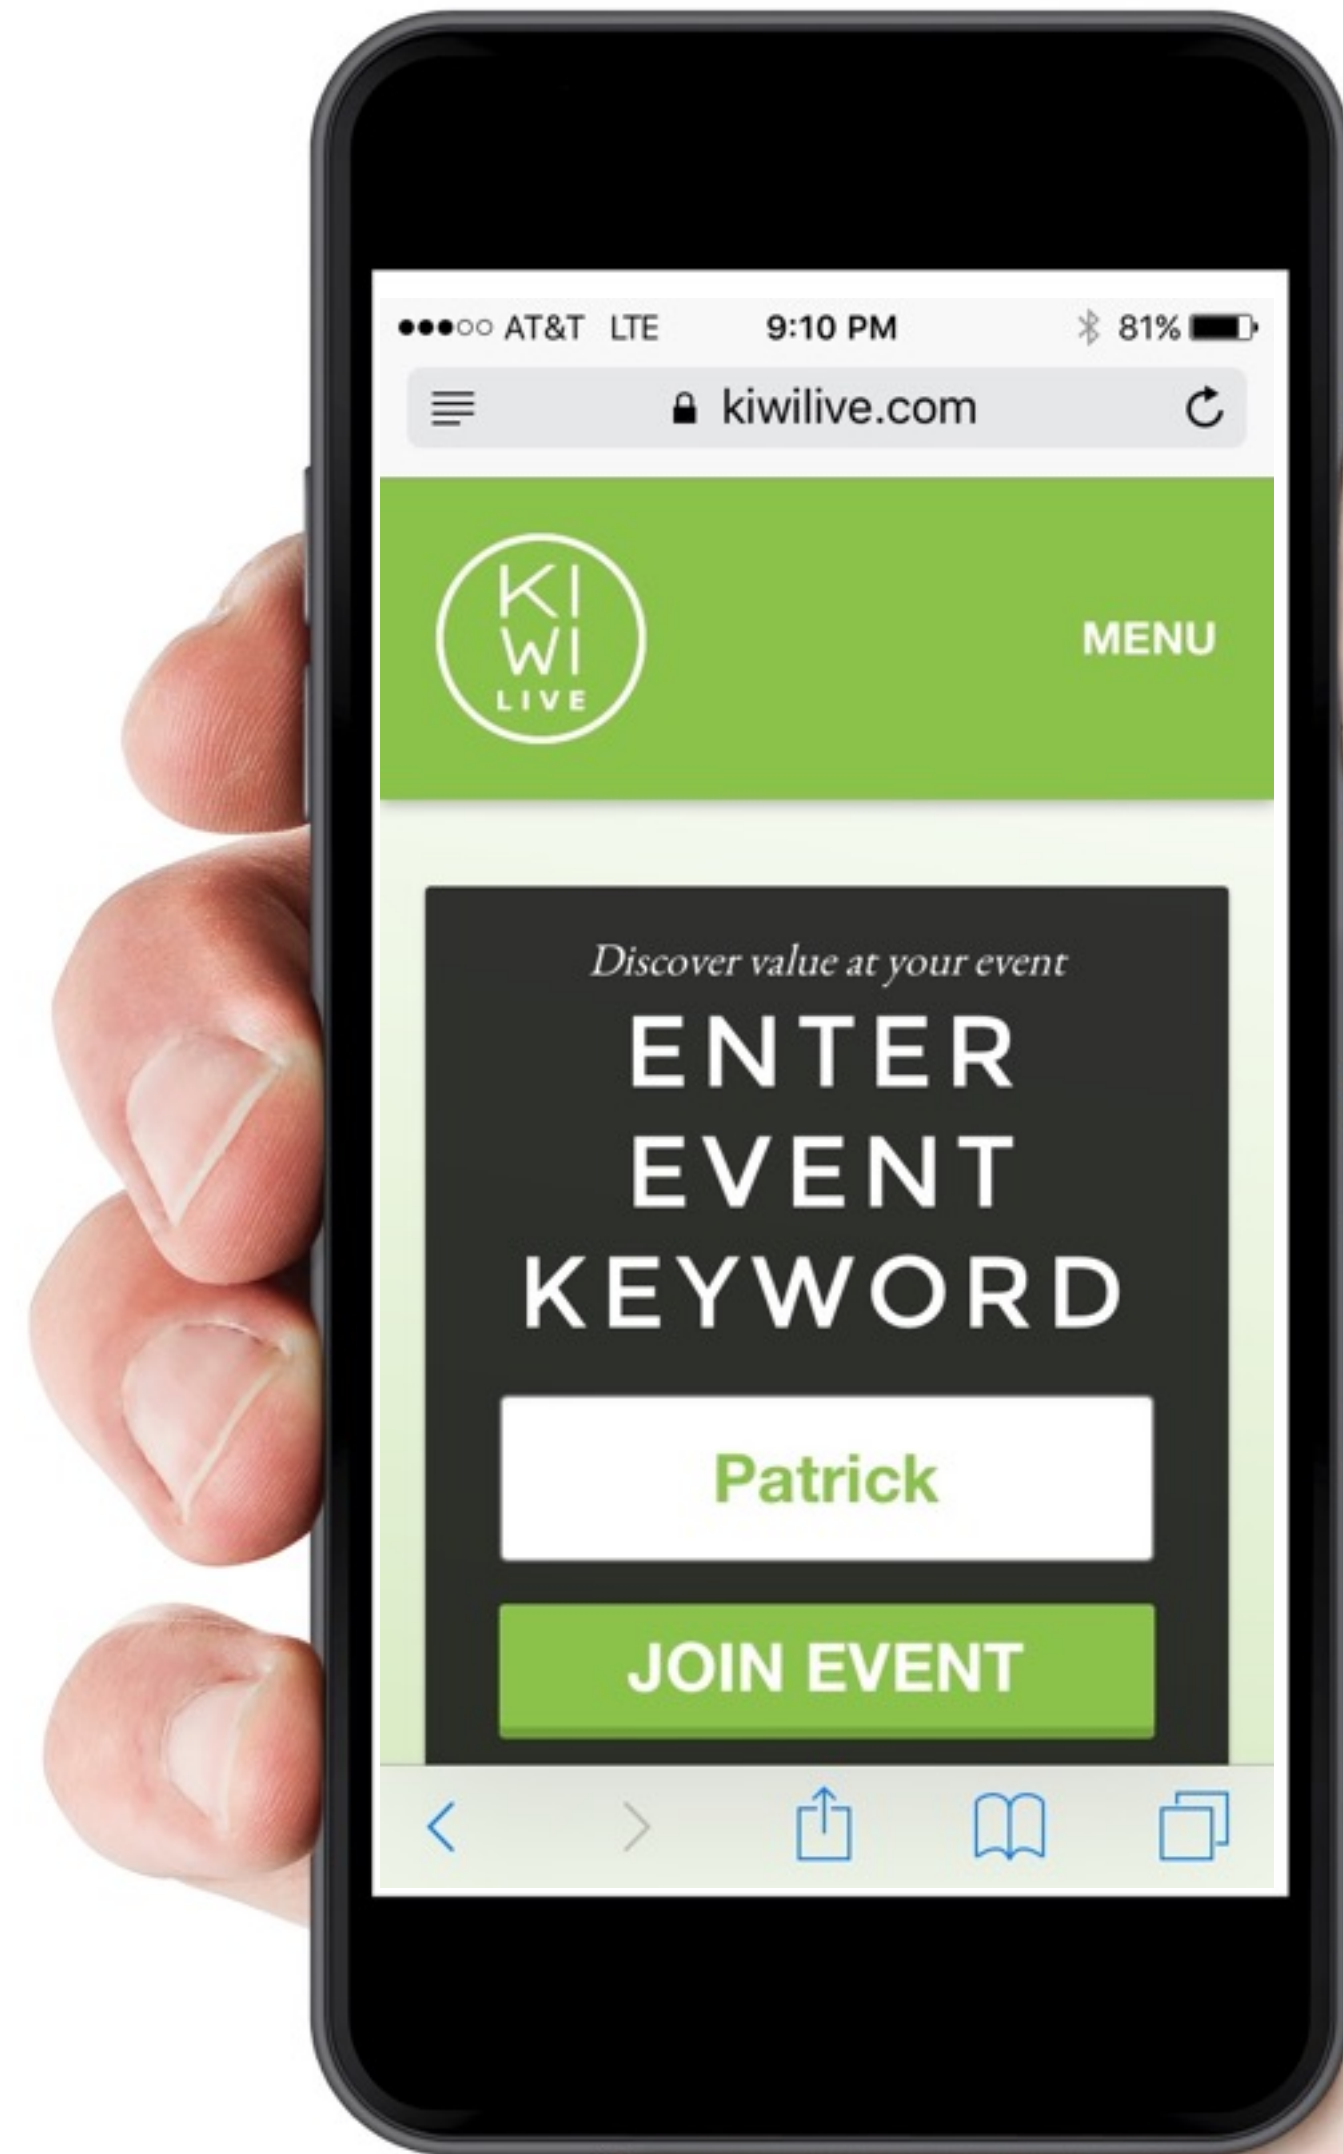 AT&T LTE 9:10 PM 81%
kiwilive.com
KI
WI
LIVE
MENU
Discover value at your event
ENTER
EVENT
KEYWORD
Patrick
JOIN EVENT